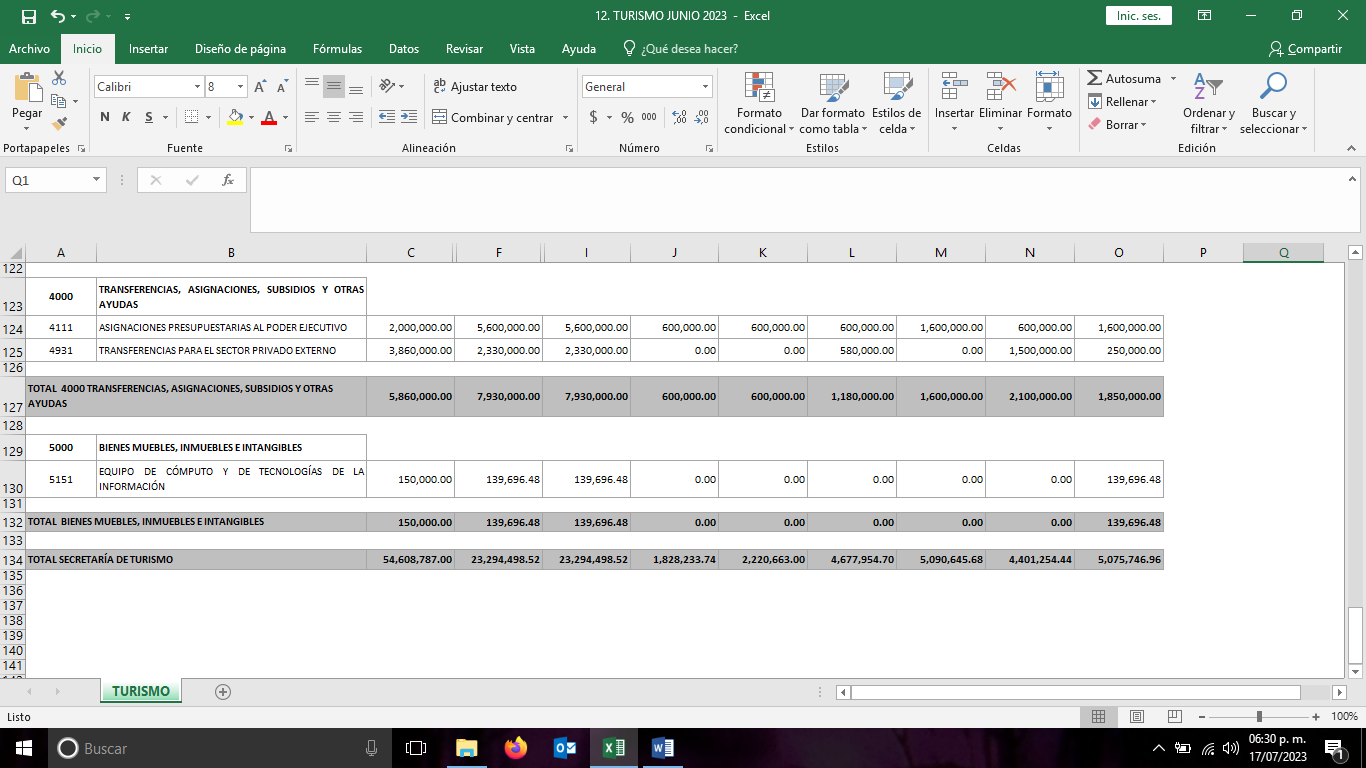 12. TURISMO JUNIO 2023 - Excel
Inic. ses.
Archivo Inicio Insertar Diseño de página Fórmulas Datos Revisar Vista Ayuda ¿Qué desea hacer? Compartir
Calibri 8 Ajustar texto General Autosuma
Pegar Formato condicional Dar formato como tabla Estilos de celda Insertar Eliminar Formato Rellenar Ordenar y filtrar Buscar y seleccionar
N K S Combinar y centrar $ % 000 Borrar
Portapapeles Fuente Alineación Número Estilos Celdas Edición
Q1 fx
A B C F I J K L M N O P Q
122
123 4000 TRANSFERENCIAS, ASIGNACIONES, SUBSIDIOS Y OTRAS
AYUDAS
124 4111 ASIGNACIONES PRESUPUESTARIAS AL PODER EJECUTIVO 2,000,000.00 5,600,000.00 5,600,000.00 600,000.00 600,000.00 600,000.00 1,600,000.00 600,000.00 1,600,000.00
125 4931 TRANSFERENCIAS PARA EL SECTOR PRIVADO EXTERNO 3,860,000.00 2,330,000.00 2,330,000.00 0.00 0.00 580,000.00 0.00 1,500,000.00 250,000.00
126
TOTAL 4000 TRANSFERENCIAS, ASIGNACIONES, SUBSIDIOS Y OTRAS
127 AYUDAS 5,860,000.00 7,930,000.00 7,930,000.00 600,000.00 600,000.00 1,180,000.00 1,600,000.00 2,100,000.00 1,850,000.00
128
129 5000 BIENES MUEBLES, INMUEBLES E INTANGIBLES
EQUIPO DE CÓMPUTO Y DE TECNOLOGÍAS DE LA
130 5151 INFORMACIÓN 150,000.00 139,696.48 139,696.48 0.00 0.00 0.00 0.00 0.00 139,696.48
131
132 TOTAL BIENES MUEBLES, INMUEBLES E INTANGIBLES 150,000.00 139,696.48 139,696.48 0.00 0.00 0.00 0.00 0.00 139,696.48
133
134 TOTAL SECRETARÍA DE TURISMO 54,608,787.00 23,294,498.52 23,294,498.52 1,828,233.74 2,220,663.00 4,677,954.70 5,090,645.68 4,401,254.44 5,075,746.96
135
136
137
138
139
140
141
TURISMO
Listo 100%
Buscar 06:30 p. m.
17/07/2023 1